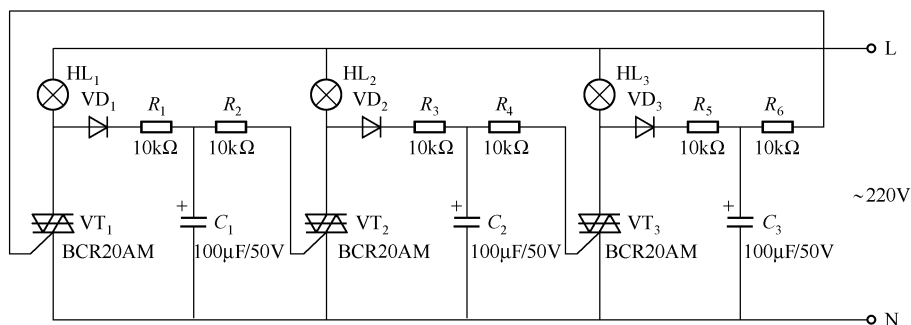 L
HL₁
VD₁
R₁
R₂
10kΩ
10kΩ
VT₁
BCR20AM
+
C₁
100μF/50V
HL₂
VD₂
R₃
R₄
10kΩ
10kΩ
VT₂
BCR20AM
+
C₂
100μF/50V
HL₃
VD₃
R₅
R₆
10kΩ
10kΩ
VT₃
BCR20AM
+
C₃
100μF/50V
~220V
N